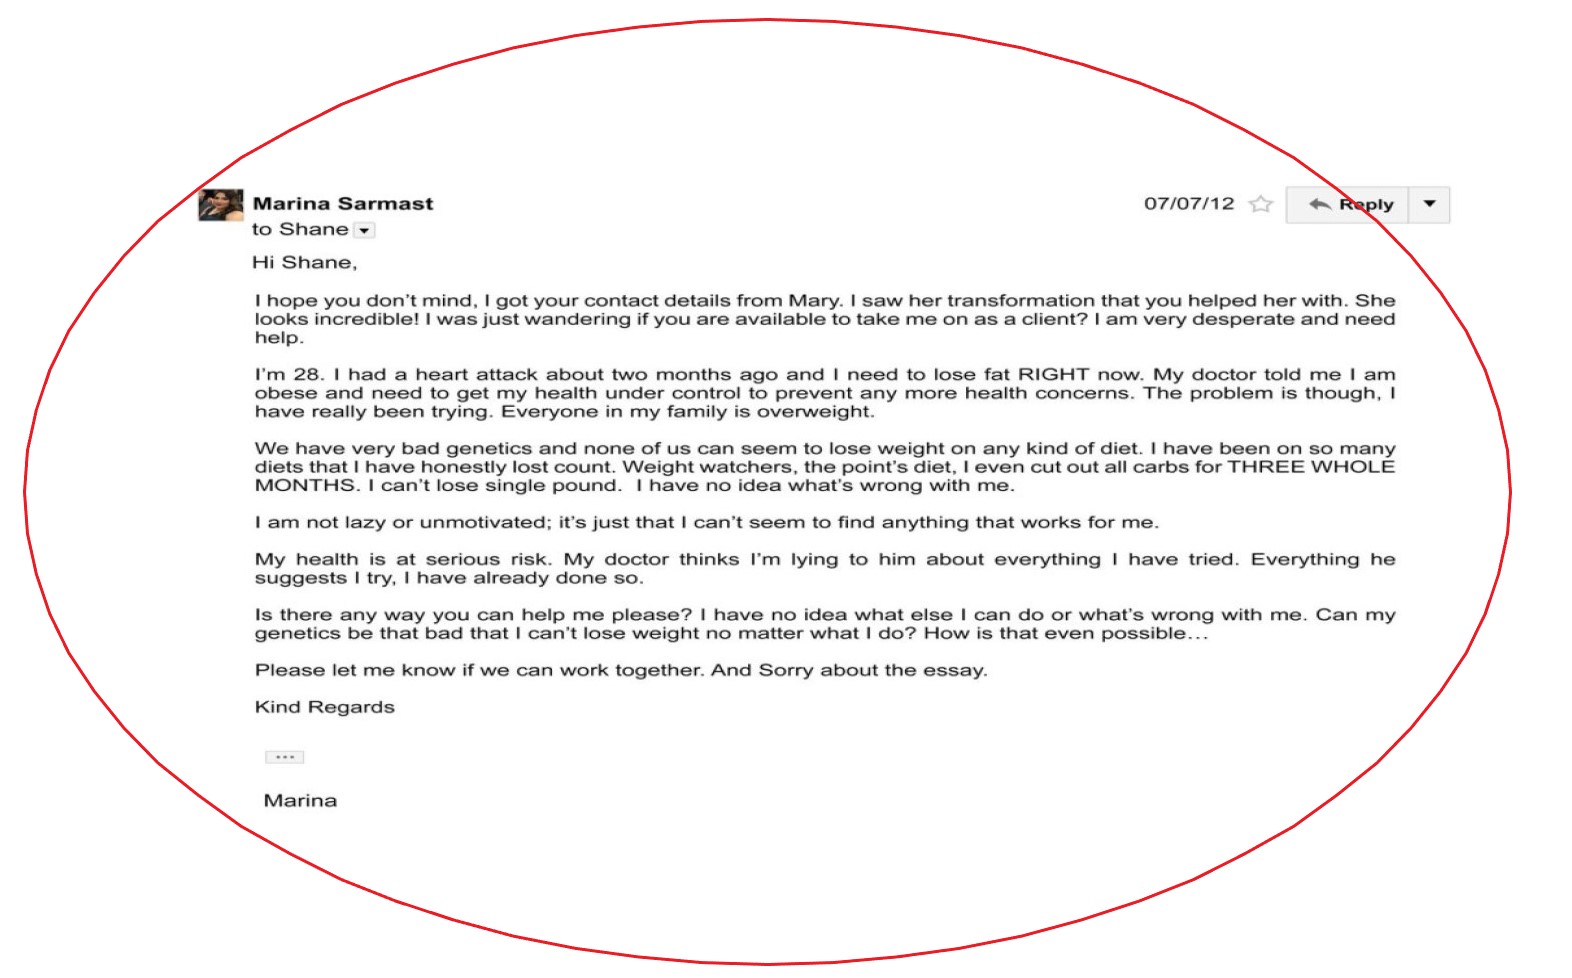 Marina Sarmast
07/07/12
Reply
to Shane
Hi Shane,
I hope you don’t mind, I got your contact details from Mary. I saw her transformation that you helped her with. She
looks incredible! I was just wandering if you are available to take me on as a client? I am very desperate and need
help.
I’m 28. I had a heart attack about two months ago and I need to lose fat RIGHT now. My doctor told me I am
obese and need to get my health under control to prevent any more health concerns. The problem is though, I
have really been trying. Everyone in my family is overweight.
We have very bad genetics and none of us can seem to lose weight on any kind of diet. I have been on so many
diets that I have honestly lost count. Weight watchers, the point’s diet, I even cut out all carbs for THREE WHOLE
MONTHS. I can’t lose single pound.  I have no idea what’s wrong with me.
I am not lazy or unmotivated; it’s just that I can’t seem to find anything that works for me.
My health is at serious risk. My doctor thinks I’m lying to him about everything I have tried. Everything he
suggests I try, I have already done so.
Is there any way you can help me please? I have no idea what else I can do or what’s wrong with me. Can my
genetics be that bad that I can’t lose weight no matter what I do? How is that even possible…
Please let me know if we can work together. And Sorry about the essay.
Kind Regards
...
Marina